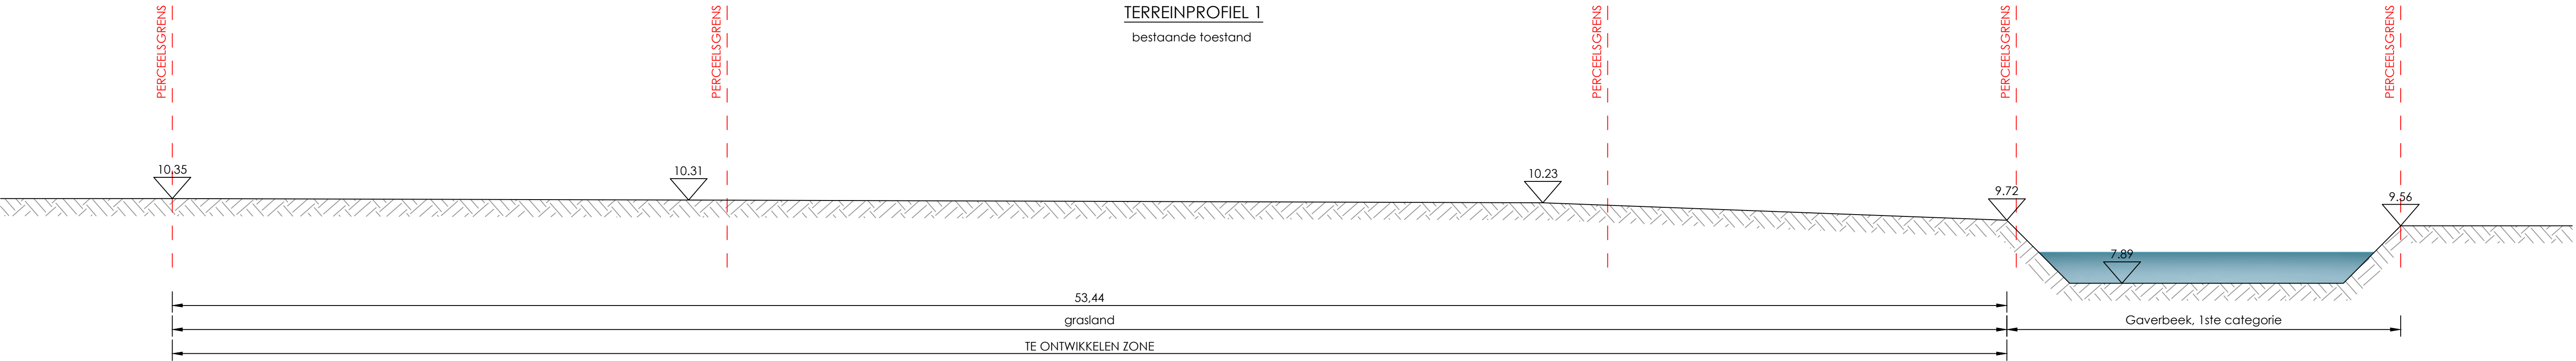 TERREINPROFIEL 1
bestaande toestand
PERCEELSGRENS
PERCEELSGRENS
PERCEELSGRENS
PERCEELSGRENS
PERCEELSGRENS
10.35
10.31
10.23
9.72
9.56
7.89
53,44
grasland
Gaverbeek, 1ste categorie
TE ONTWIKKELEN ZONE